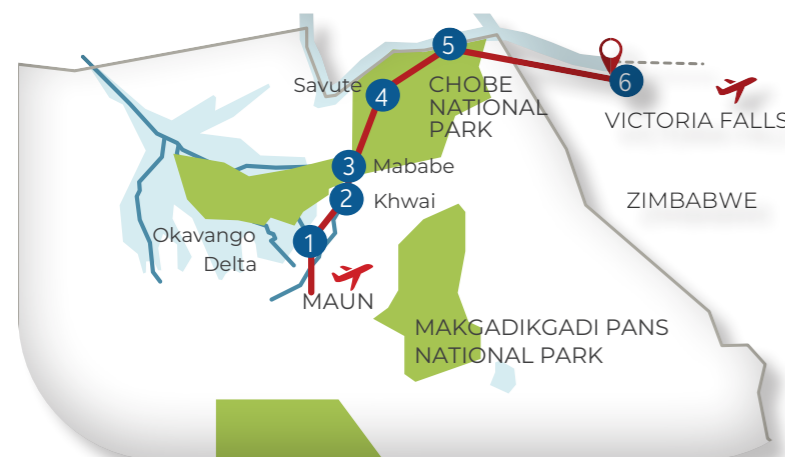 5
Savute
4
CHOBE
NATIONAL
PARK
6
VICTORIA FALLS
3
Mababe
2
Khwai
ZIMBABWE
Okavango
Delta
1
MAUN
MAKGADIKGADI PANS
NATIONAL PARK